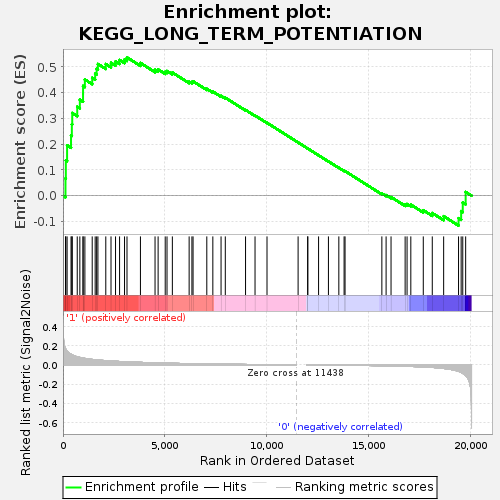 Enrichment plot:
KEGG_LONG_TERM_POTENTIATION
Enrichment score (ES)
0.5
0.4
0.3
0.2
0.1
0.0
-0.1
'1' (positively correlated)
Ranked list metric (Signal2Noise)
0.4
0.2
0.0
-0.2
-0.4
-0.6
Zero cross at 11438
'0' (negatively correlated)
0
5,000
10,000
15,000
20,000
Rank in Ordered Dataset
Enrichment profile
Hits
Ranking metric scores